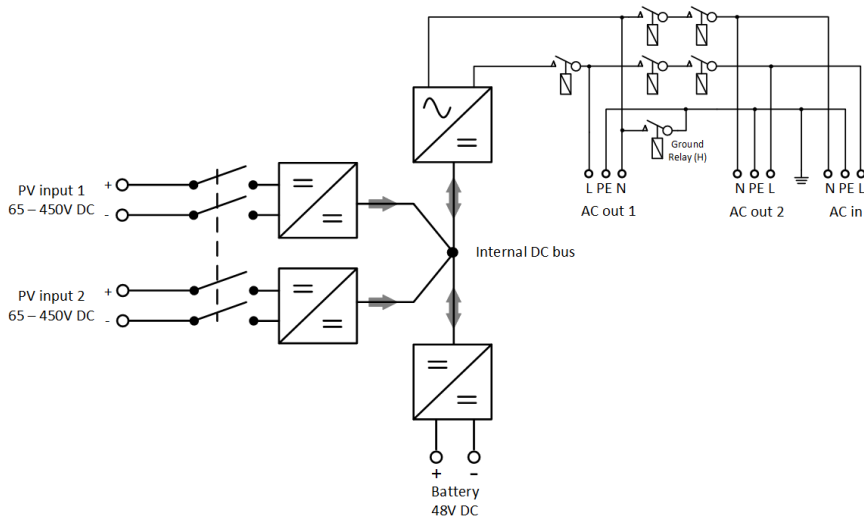 Ground
Relay (H)
L PE N
N PE L
N PE L
AC out 1
AC out 2
AC in
PV input 1
65 – 450V DC
+
-
Internal DC bus
PV input 2
65 – 450V DC
+
-
+ -
Battery
48V DC